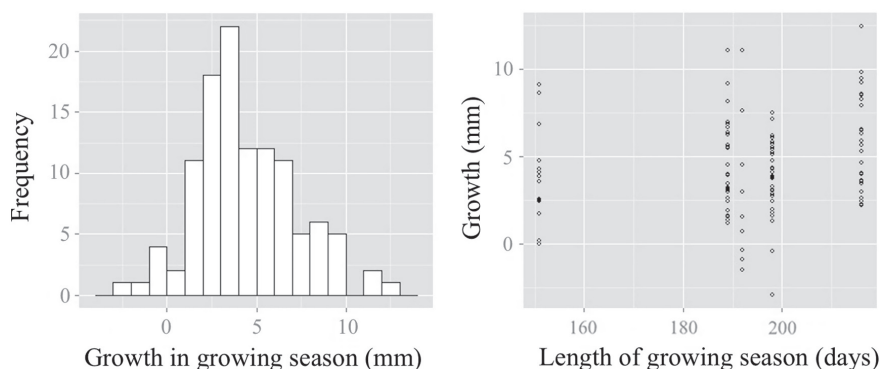 Frequency
20
15
10
5
0
0 5 10
Growth in growing season (mm)
Growth (mm)
10
5
0
160 180 200
Length of growing season (days)